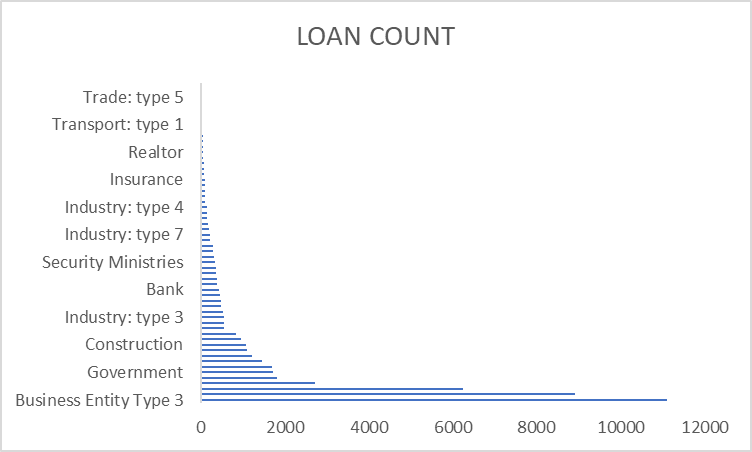 LOAN COUNT
Trade: type 5
Transport: type 1
Realtor
Insurance
Industry: type 4
Industry: type 7
Security Ministries
Bank
Industry: type 3
Construction
Government
Business Entity Type 3
0 2000 4000 6000 8000 10000 12000